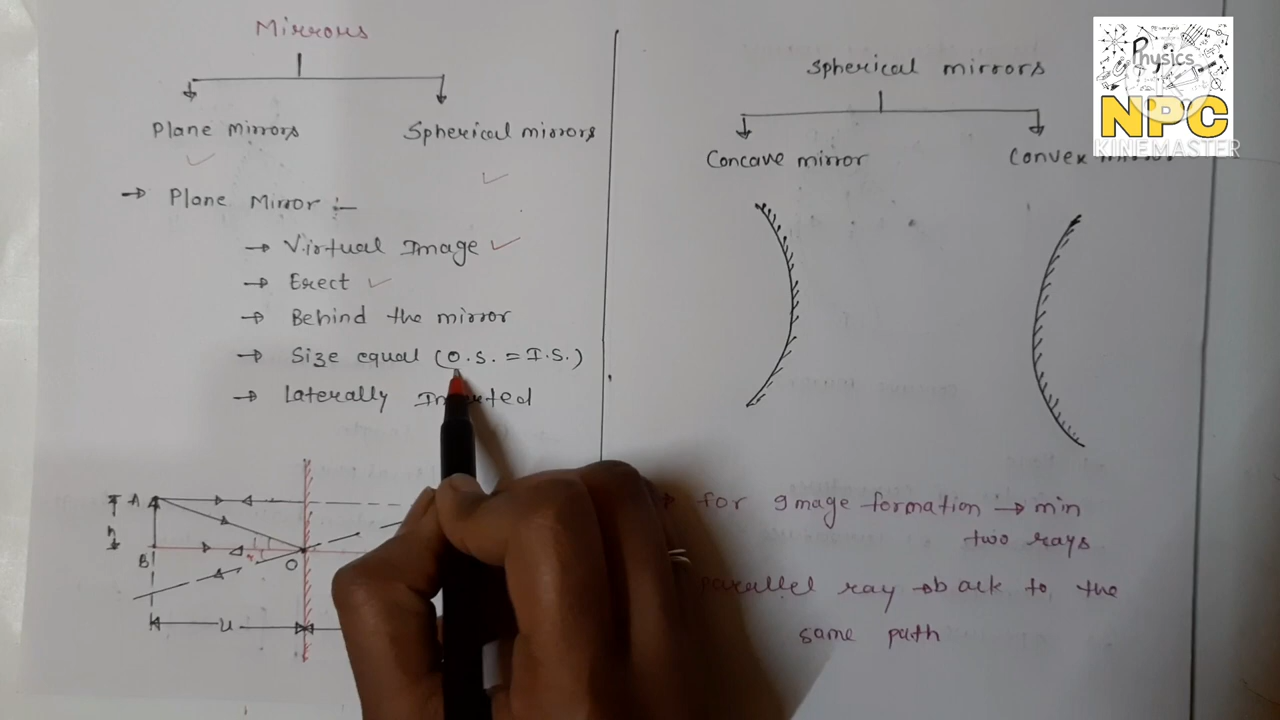 Mirrors
Plane Mirrors
Spherical mirrors
→ Plane Mirror :-
→ Virtual Image ✓
→ Erect ✓
→ Behind the mirror
→ Size equal (O.S. = I.S.)
→ Laterally
A
h
B
O
u
Spherical mirrors
Concave mirror
Convex
for Image formation → min
two rays
parallel ray → back to the
same path
Physics
NPC
KINEMASTER